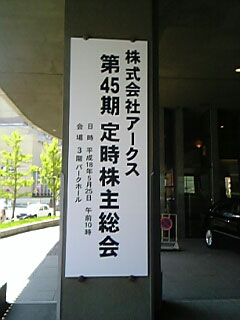 株式会社アークス
第45期 定時株主総会
日時 平成18年5月25日 午前10時
会場 3階パークホール